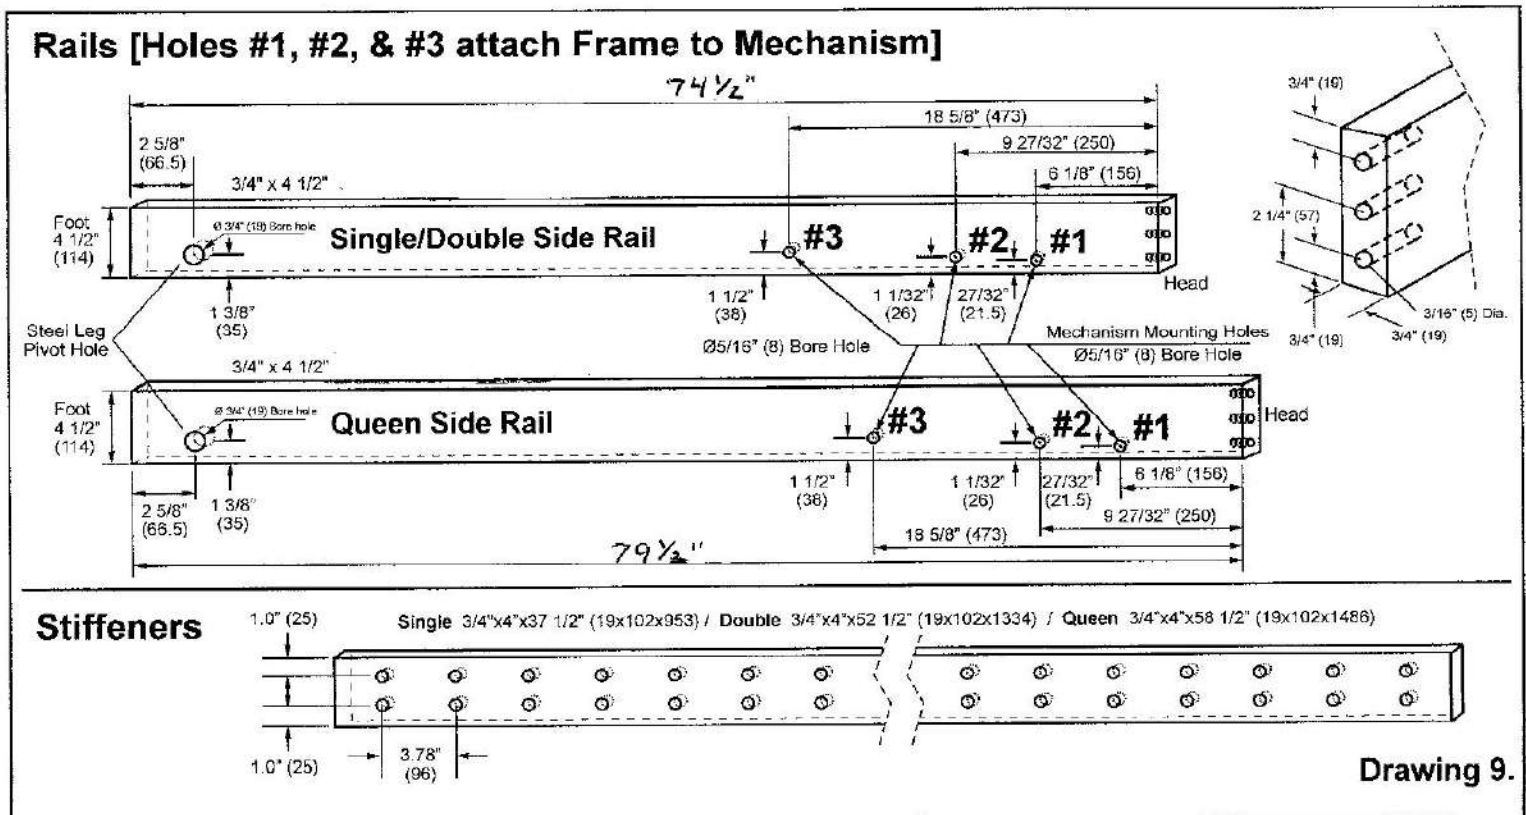 Rails [Holes #1, #2, & #3 attach Frame to Mechanism]
74 1/2"
18 5/8" (473)
2 5/8"
(66.5)
9 27/32" (250)
6 1/8" (156)
3/4" x 4 1/2"
Foot
4 1/2"
(114)
Ø 3/4" (19) Bore hole
Single/Double Side Rail
#3
#2
#1
Head
1 3/8"
(35)
1 1/2"
(38)
1 1/32"
(26)
27/32"
(21.5)
Steel Leg
Pivot Hole
Ø5/16" (8) Bore Hole
Mechanism Mounting Holes
Ø5/16" (8) Bore Hole
3/4" (19)
2 1/4" (57)
3/16" (5) Dia.
3/4" (19)
3/4" (19)
3/4" x 4 1/2"
Foot
4 1/2"
(114)
Ø 3/4" (19) Bore hole
Queen Side Rail
#3
#2
#1
Head
2 5/8"
(66.5)
1 3/8"
(35)
1 1/2"
(38)
1 1/32"
(26)
27/32"
(21.5)
6 1/8" (156)
9 27/32" (250)
18 5/8" (473)
79 1/2"
Stiffeners
1.0" (25)
Single 3/4"x4"x37 1/2" (19x102x953) / Double 3/4"x4"x52 1/2" (19x102x1334) / Queen 3/4"x4"x58 1/2" (19x102x1486)
1.0" (25)
3.78"
(96)
Drawing 9.